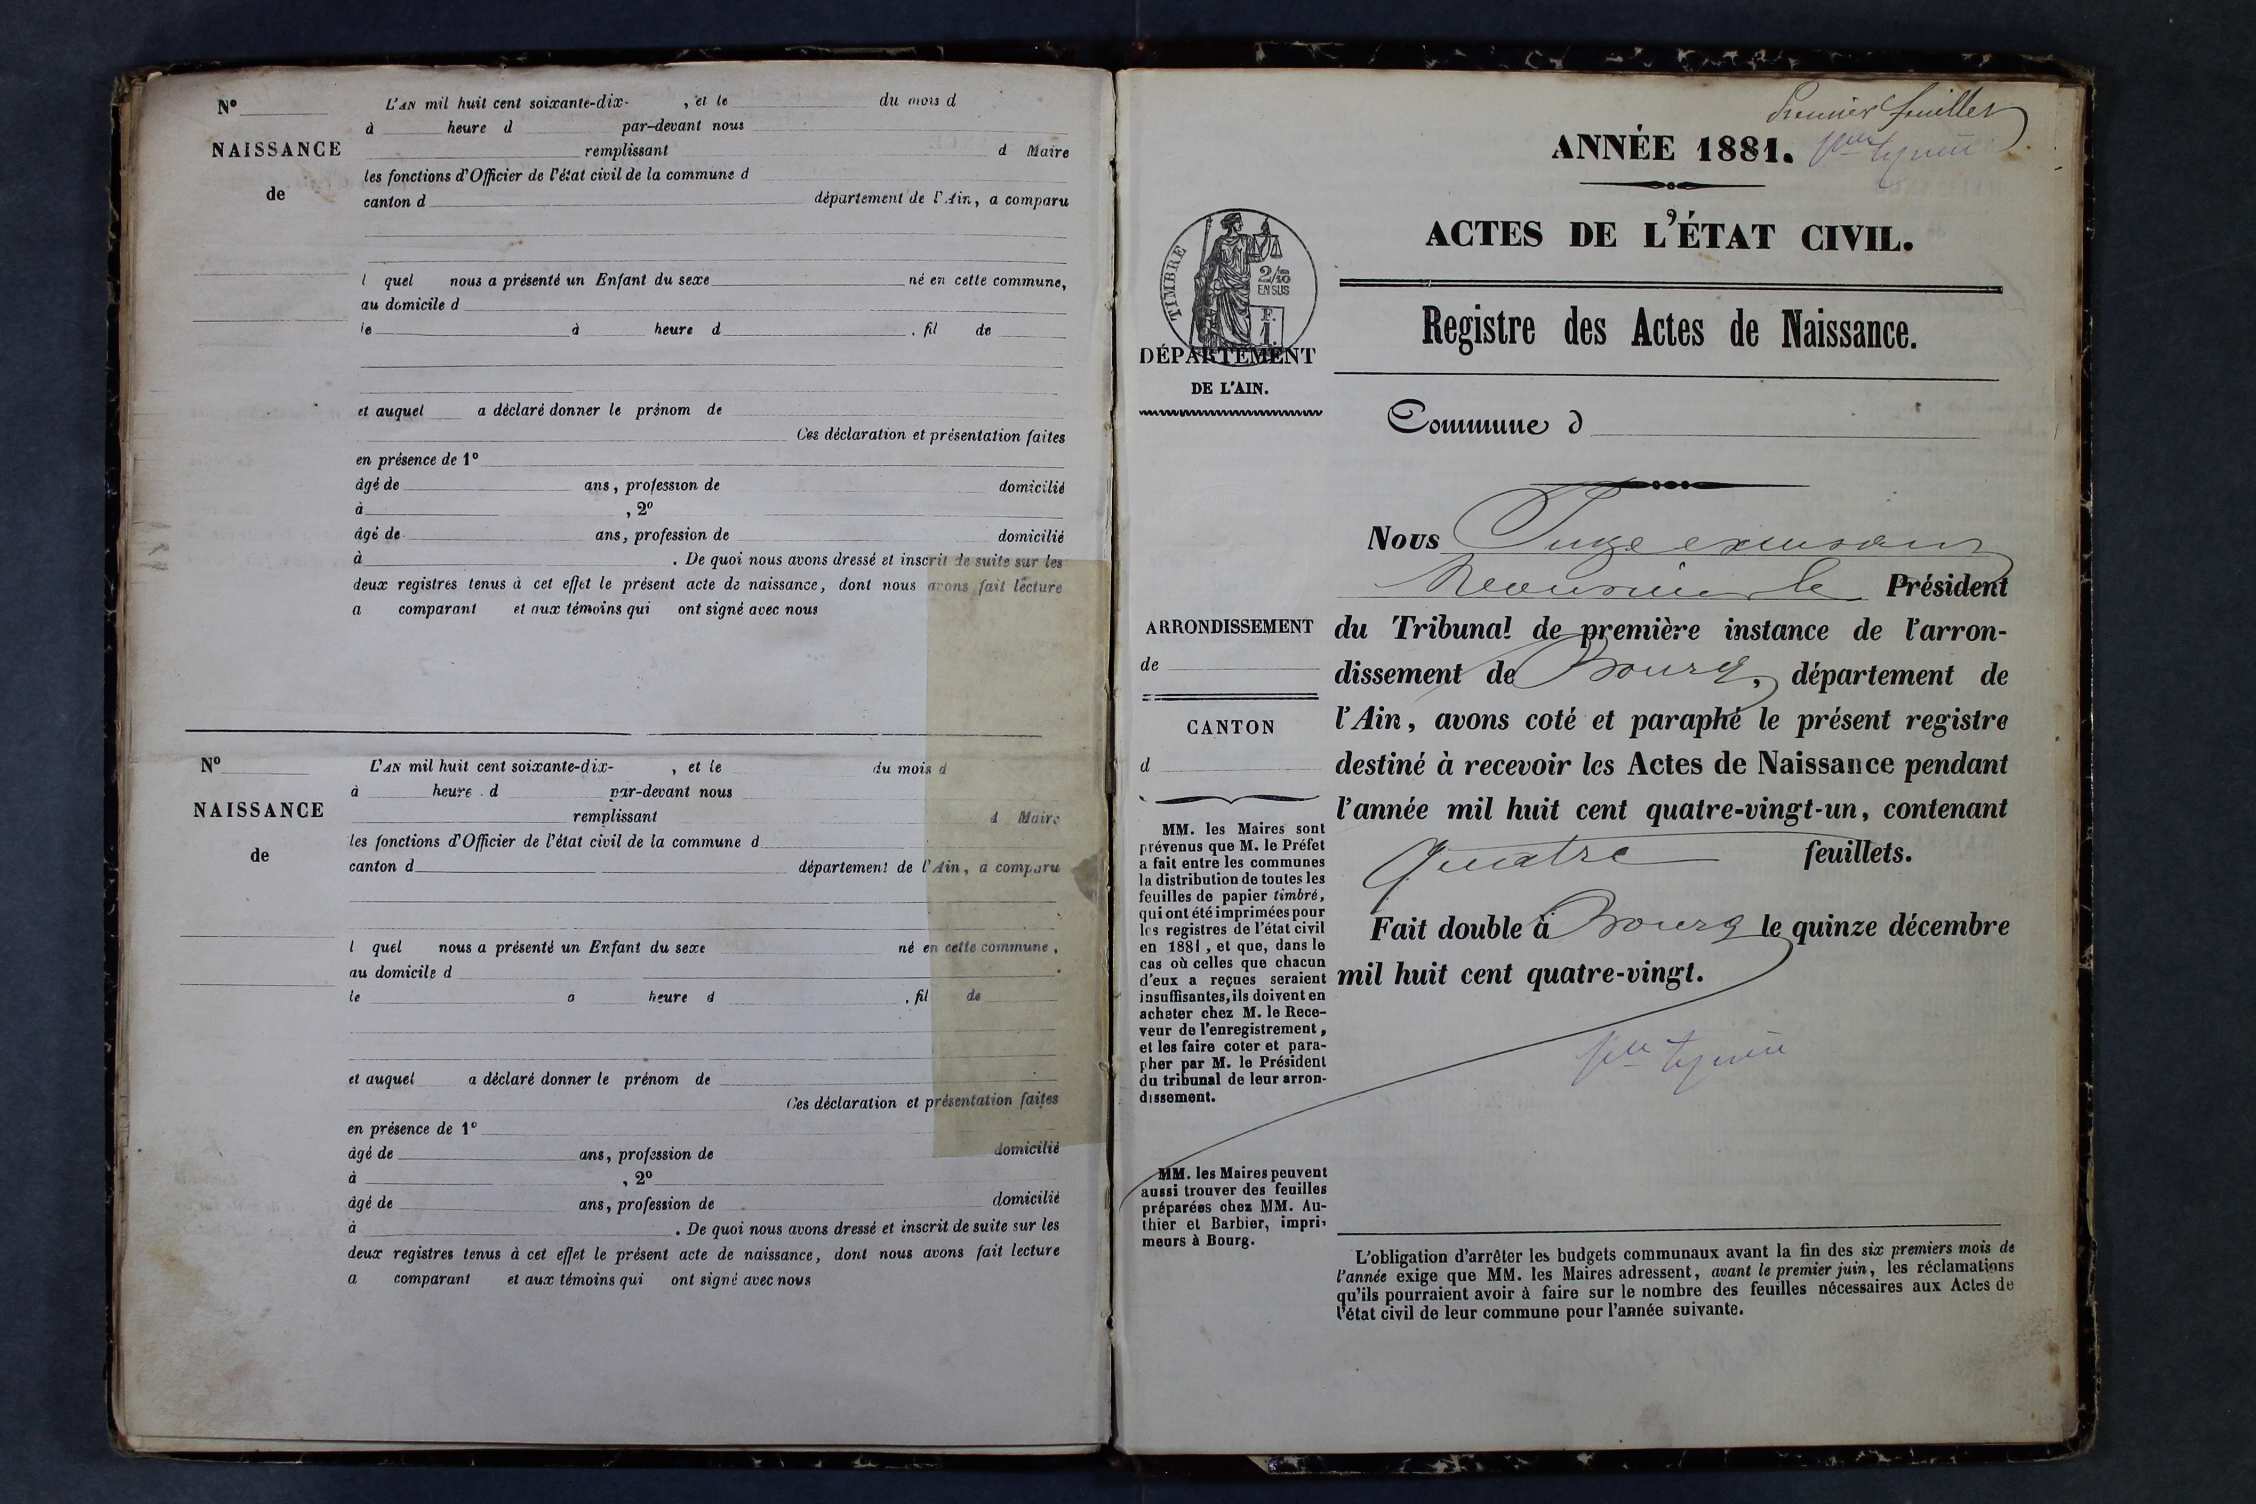 N°
NAISSANCE
de
L'AN mil huit cent soixante-dix- , et le du mois d
à heure d par-devant nous
remplissant d Maire
les fonctions d'Officier de l'état civil de la commune d
canton d département de l'Ain, a comparu
l quel nous a présenté un Enfant du sexe né en cette commune,
au domicile d
le à heure d , fil de
et auquel a déclaré donner le prénom de
Ces déclaration et présentation faites
en présence de 1°
âgé de ans, profession de domicilié
à , 2°
âgé de ans, profession de domicilié
à . De quoi nous avons dressé et inscrit de suite sur les
deux registres tenus à cet effet le présent acte de naissance, dont nous avons fait lecture
a comparant et aux témoins qui ont signé avec nous
N°
NAISSANCE
de
L'AN mil huit cent soixante-dix- , et le du mois d
à heure d par-devant nous
remplissant d Maire
les fonctions d'Officier de l'état civil de la commune d
canton d département de l'Ain, a comparu
l quel nous a présenté un Enfant du sexe né en cette commune,
au domicile d
le a heure d , fil de
et auquel a déclaré donner le prénom de
Ces déclaration et présentation faites
en présence de 1°
âgé de ans, profession de domicilié
à , 2°
âgé de ans, profession de domicilié
à . De quoi nous avons dressé et inscrit de suite sur les
deux registres tenus à cet effet le présent acte de naissance, dont nous avons fait lecture
a comparant et aux témoins qui ont signé avec nous
Premier feuillet
ANNÉE 1881.
ACTES DE L'ÉTAT CIVIL.
Registre des Actes de Naissance.
TIMBRE
2/10
EN SUS
F.
1.
DÉPARTEMENT
DE L'AIN.
Commune d
Nous Juge
le Président
du Tribunal de première instance de l'arron-
dissement de Bourg, département de
l'Ain, avons coté et paraphé le présent registre
destiné à recevoir les Actes de Naissance pendant
l'année mil huit cent quatre-vingt-un, contenant
quatre feuillets.
Fait double à Bourg le quinze décembre
mil huit cent quatre-vingt.
ARRONDISSEMENT
de
CANTON
d
MM. les Maires sont
prévenus que M. le Préfet
a fait entre les communes
la distribution de toutes les
feuilles de papier timbré,
qui ont été imprimées pour
les registres de l'état civil
en 1881, et que, dans le
cas où celles que chacun
d'eux a reçues seraient
insuffisantes, ils doivent en
acheter chez M. le Rece-
veur de l'enregistrement,
et les faire coter et para-
pher par M. le Président
du tribunal de leur arron-
dissement.
MM. les Maires peuvent
aussi trouver des feuilles
préparées chez MM. Au-
thier et Barbier, impri-
meurs à Bourg.
L'obligation d'arrêter les budgets communaux avant la fin des six premiers mois de
l'année exige que MM. les Maires adressent, avant le premier juin, les réclamations
qu'ils pourraient avoir à faire sur le nombre des feuilles nécessaires aux Actes de
l'état civil de leur commune pour l'année suivante.